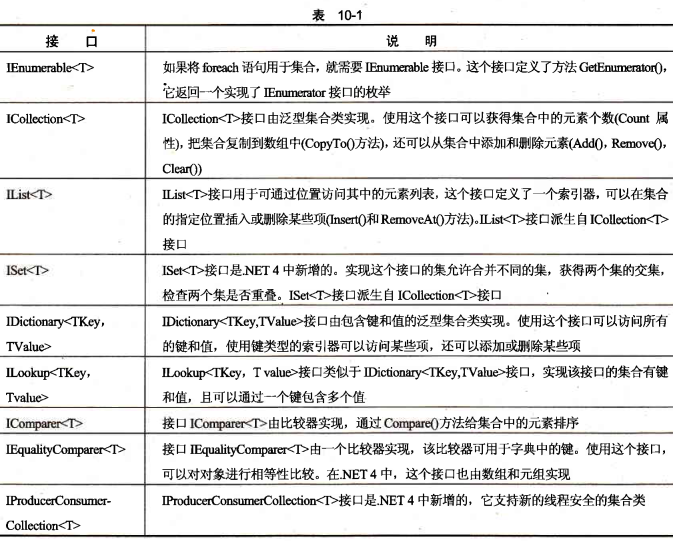 表 10-1
接 口
说 明
IEnumerable<T>
如果将 foreach 语句用于集合，就需要 IEnumerable 接口。这个接口定义了方法 GetEnumerator()，
它返回一个实现了 IEnumerator 接口的枚举
ICollection<T>
ICollection<T>接口由泛型集合类实现。使用这个接口可以获得集合中的元素个数(Count 属
性)，把集合复制到数组中(CopyTo()方法)，还可以从集合中添加和删除元素(Add()，Remove()，
Clear())
IList<T>
IList<T>接口用于可通过位置访问其中的元素列表，这个接口定义了一个索引器，可以在集合
的指定位置插入或删除某些项(Insert()和 RemoveAt()方法)。IList<T>接口派生自 ICollection<T>
接口
ISet<T>
ISet<T>接口是.NET 4 中新增的。实现这个接口的集允许合并不同的集，获得两个集的交集，
检查两个集是否重叠。ISet<T>接口派生自 ICollection<T>接口
IDictionary<TKey，
TValue>
IDictionary<TKey,TValue>接口由包含键和值的泛型集合类实现。使用这个接口可以访问所有
的键和值，使用键类型的索引器可以访问某些项，还可以添加或删除某些项
ILookup<TKey，
Tvalue>
ILookup<TKey，T value>接口类似于 IDictionary<TKey,TValue>接口，实现该接口的集合有键
和值，且可以通过一个键包含多个值
IComparer<T>
接口 IComparer<T>由比较器实现，通过 Compare()方法给集合中的元素排序
IEqualityComparer<T>
接口 IEqualityComparer<T>由一个比较器实现，该比较器可用于字典中的键。使用这个接口，
可以对对象进行相等性比较。在.NET 4 中，这个接口也由数组和元组实现
IProducerConsumer-
Collection<T>
IProducerConsumerCollection<T>接口是.NET 4 中新增的，它支持新的线程安全的集合类